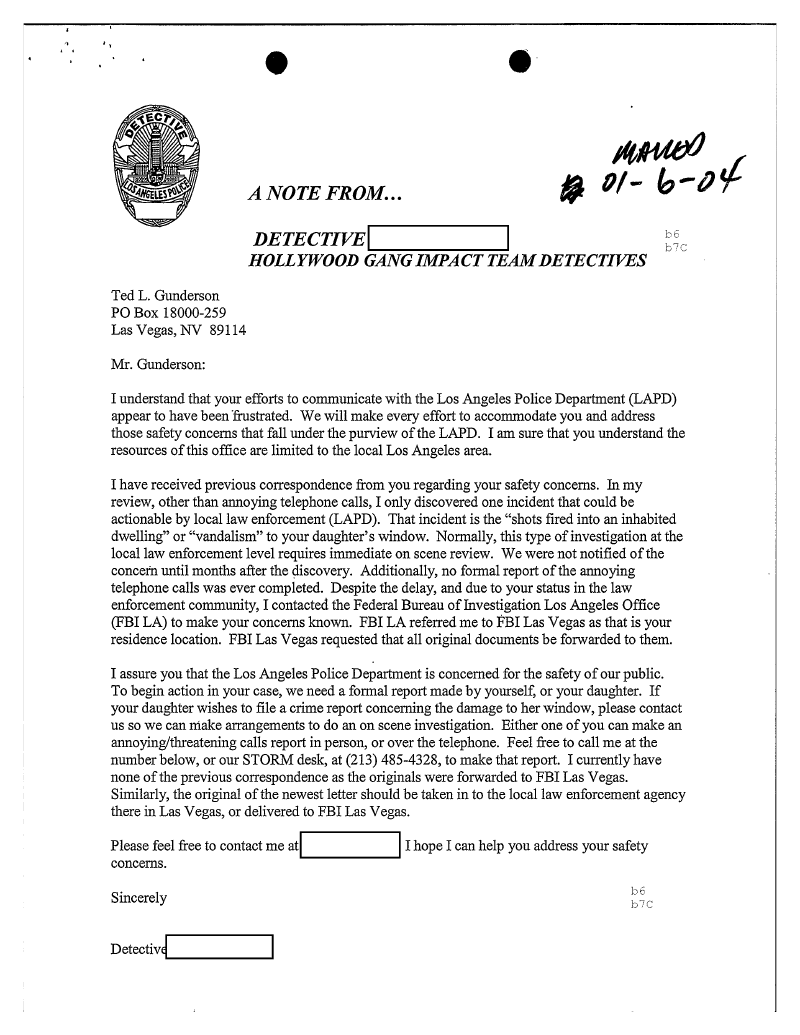 DETECTIVE
LOS ANGELES POLICE
MAILED
01-6-04
A NOTE FROM...
DETECTIVE
b6
b7C
HOLLYWOOD GANG IMPACT TEAM DETECTIVES
Ted L. Gunderson
PO Box 18000-259
Las Vegas, NV 89114
Mr. Gunderson:
I understand that your efforts to communicate with the Los Angeles Police Department (LAPD)
appear to have been frustrated. We will make every effort to accommodate you and address
those safety concerns that fall under the purview of the LAPD. I am sure that you understand the
resources of this office are limited to the local Los Angeles area.
I have received previous correspondence from you regarding your safety concerns. In my
review, other than annoying telephone calls, I only discovered one incident that could be
actionable by local law enforcement (LAPD). That incident is the “shots fired into an inhabited
dwelling” or “vandalism” to your daughter’s window. Normally, this type of investigation at the
local law enforcement level requires immediate on scene review. We were not notified of the
concern until months after the discovery. Additionally, no formal report of the annoying
telephone calls was ever completed. Despite the delay, and due to your status in the law
enforcement community, I contacted the Federal Bureau of Investigation Los Angeles Office
(FBI LA) to make your concerns known. FBI LA referred me to FBI Las Vegas as that is your
residence location. FBI Las Vegas requested that all original documents be forwarded to them.
I assure you that the Los Angeles Police Department is concerned for the safety of our public.
To begin action in your case, we need a formal report made by yourself, or your daughter. If
your daughter wishes to file a crime report concerning the damage to her window, please contact
us so we can make arrangements to do an on scene investigation. Either one of you can make an
annoying/threatening calls report in person, or over the telephone. Feel free to call me at the
number below, or our STORM desk, at (213) 485-4328, to make that report. I currently have
none of the previous correspondence as the originals were forwarded to FBI Las Vegas.
Similarly, the original of the newest letter should be taken in to the local law enforcement agency
there in Las Vegas, or delivered to FBI Las Vegas.
Please feel free to contact me at I hope I can help you address your safety
concerns.
Sincerely
b6
b7C
Detective